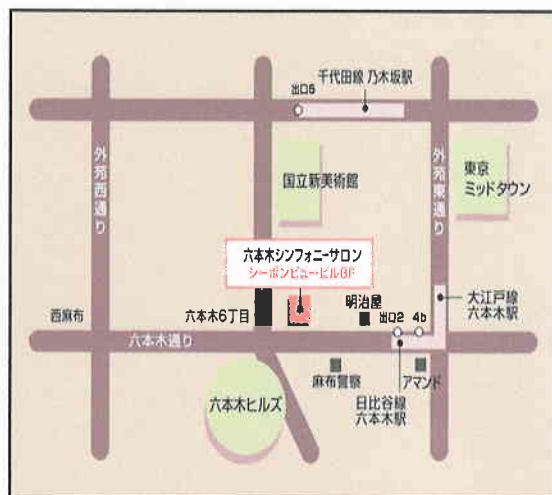 千代田線 乃木坂駅
出口5
外苑西通り
国立新美術館
外苑東通り
東京
ミッドタウン
六本木シンフォニーサロン
シーボンビュービル6F
大江戸線
六本木駅
西麻布
六本木6丁目
明治屋
出口2
4b
六本木通り
麻布警察
アマンド
六本木ヒルズ
日比谷線
六本木駅